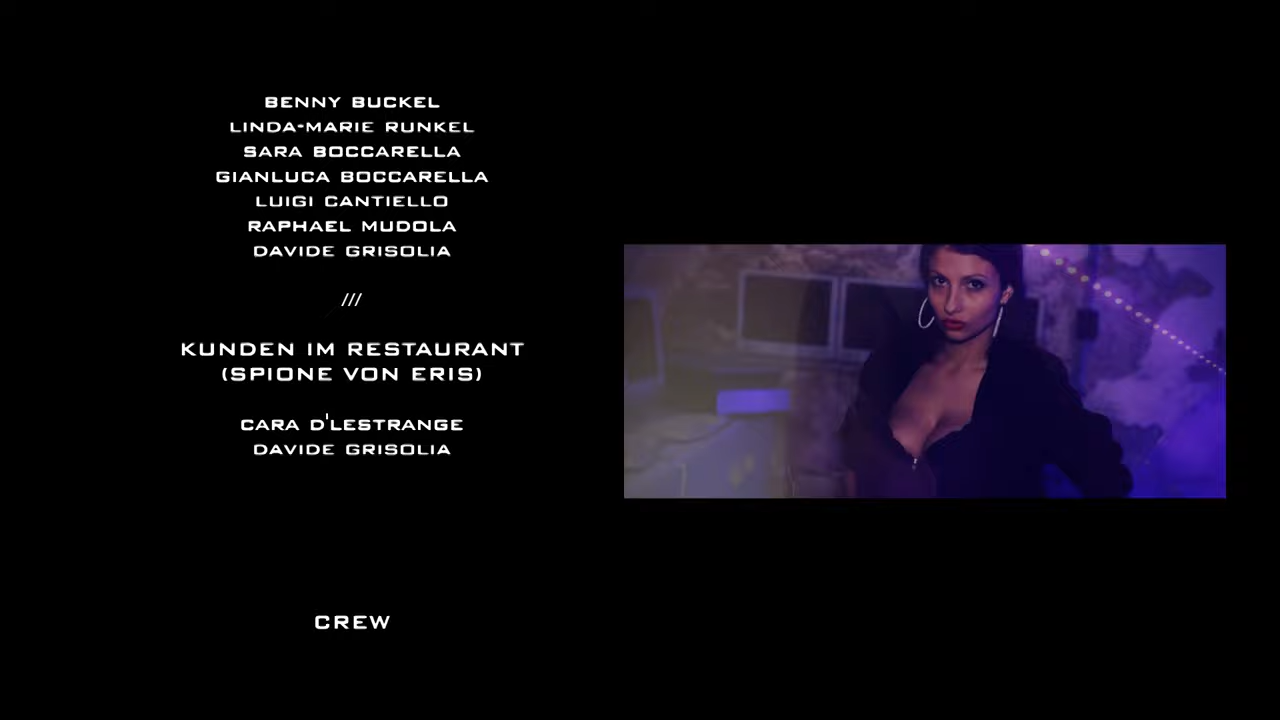 BENNY BUCKEL
LINDA-MARIE RUNKEL
SARA BOCCARELLA
GIANLUCA BOCCARELLA
LUIGI CANTIELLO
RAPHAEL MUDOLA
DAVIDE GRISOLIA
///
KUNDEN IM RESTAURANT
(SPIONE VON ERIS)
CARA D'LESTRANGE
DAVIDE GRISOLIA
CREW